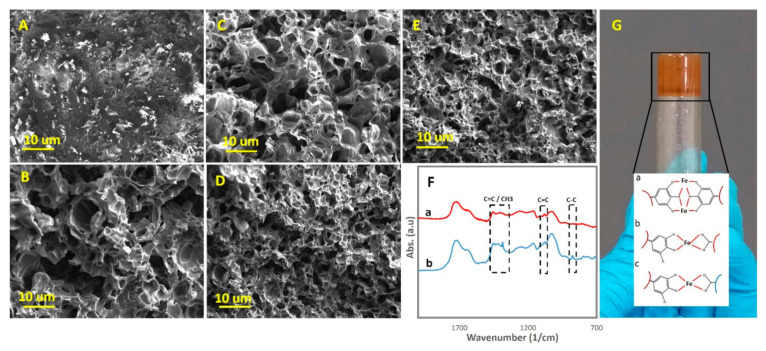 A
10 um
B
10 um
C
10 um
D
10 um
E
10 um
F
C=C / CH3
C=C
C-C
a
b
Abs. (a.u)
1700
1200
700
Wavenumber (1/cm)
G
a
Fe
Fe
b
Fe
c
Fe